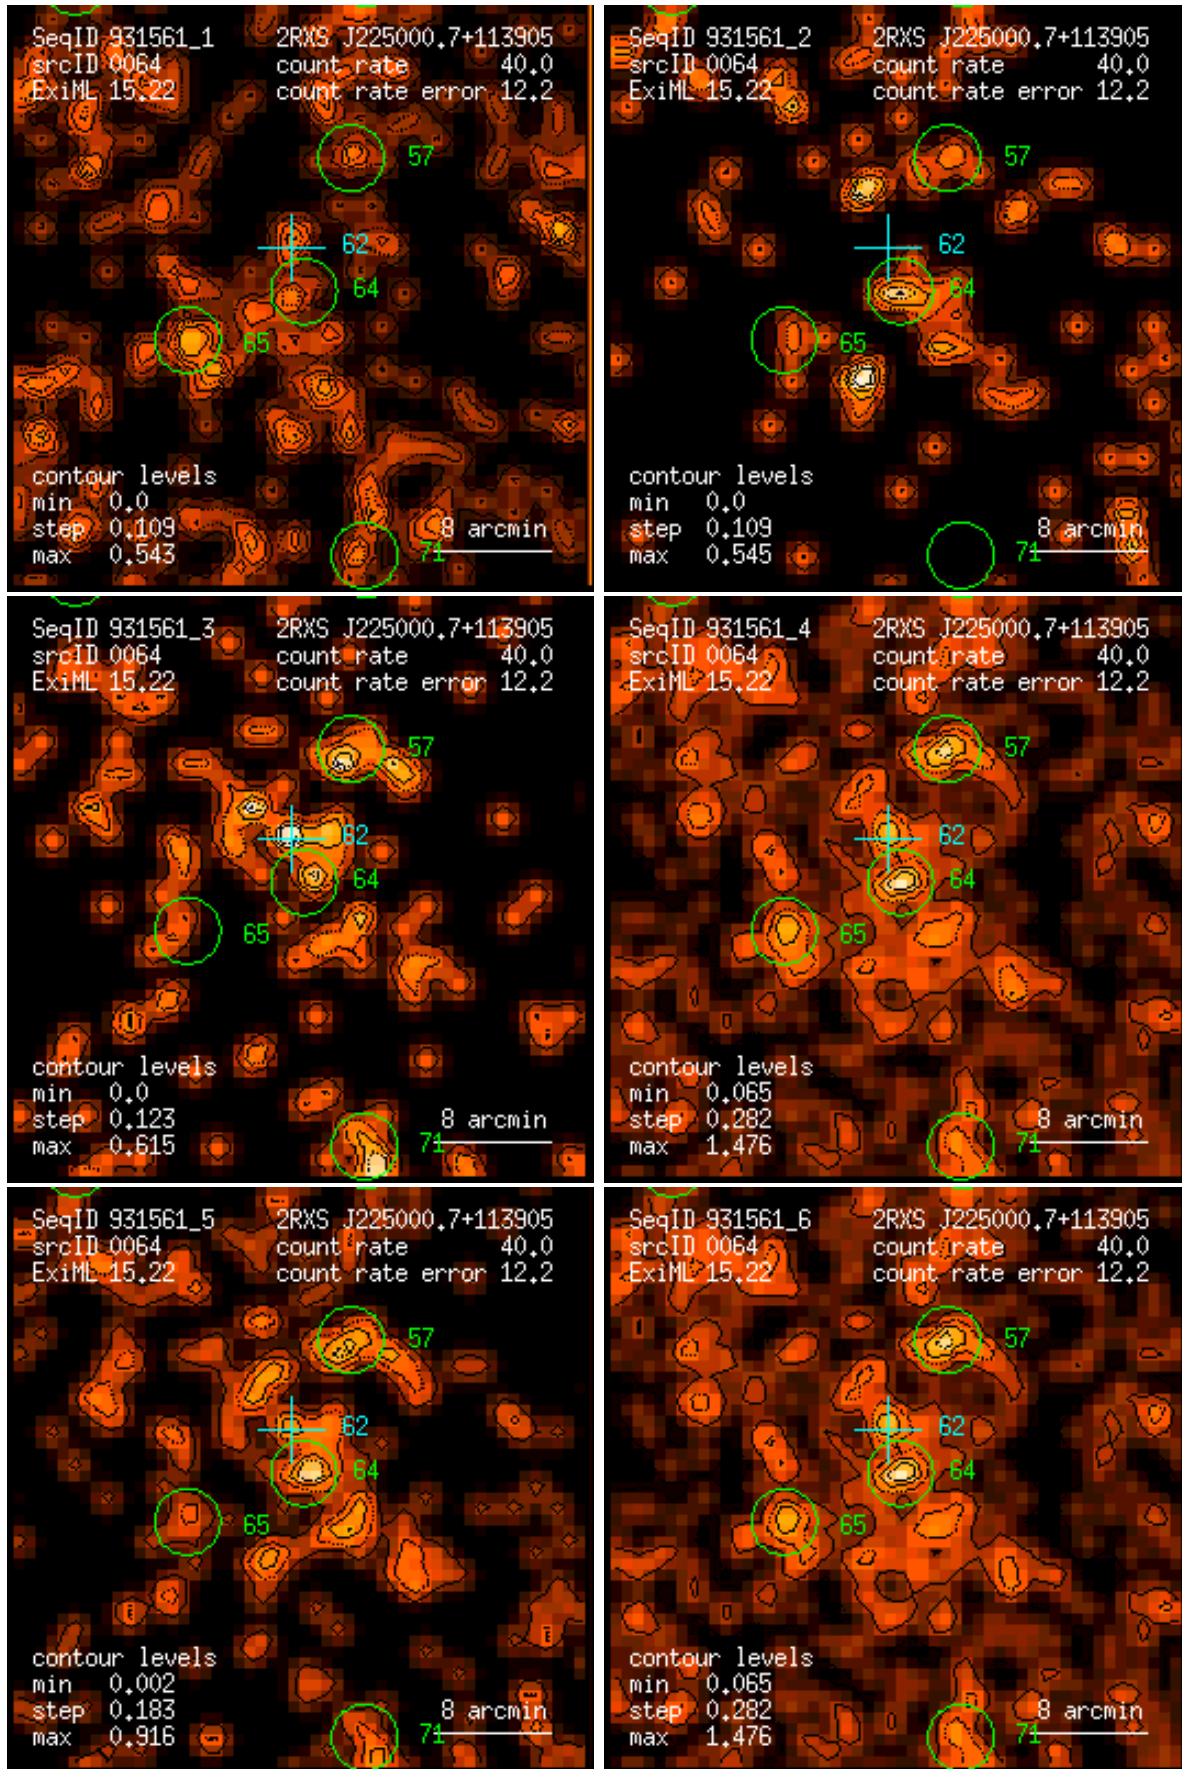 SeqID 931561_1 2RXS J225000.7+113905
srcID 0064 count rate 40.0
ExiML 15.22 count rate error 12.2
57
62
64
65
contour levels
min 0.0
step 0.109 8 arcmin
max 0.543 71
SeqID 931561_2 2RXS J225000.7+113905
srcID 0064 count rate 40.0
ExiML 15.22 count rate error 12.2
57
62
64
65
contour levels
min 0.0
step 0.109 8 arcmin
max 0.545 71
SeqID 931561_3 2RXS J225000.7+113905
srcID 0064 count rate 40.0
ExiML 15.22 count rate error 12.2
57
62
64
65
contour levels
min 0.0
step 0.123 8 arcmin
max 0.615 71
SeqID 931561_4 2RXS J225000.7+113905
srcID 0064 count rate 40.0
ExiML 15.22 count rate error 12.2
57
62
64
65
contour levels
min 0.065
step 0.282 8 arcmin
max 1.476 71
SeqID 931561_5 2RXS J225000.7+113905
srcID 0064 count rate 40.0
ExiML 15.22 count rate error 12.2
57
62
64
65
contour levels
min 0.002
step 0.183 8 arcmin
max 0.916 71
SeqID 931561_6 2RXS J225000.7+113905
srcID 0064 count rate 40.0
ExiML 15.22 count rate error 12.2
57
62
64
65
contour levels
min 0.065
step 0.282 8 arcmin
max 1.476 71